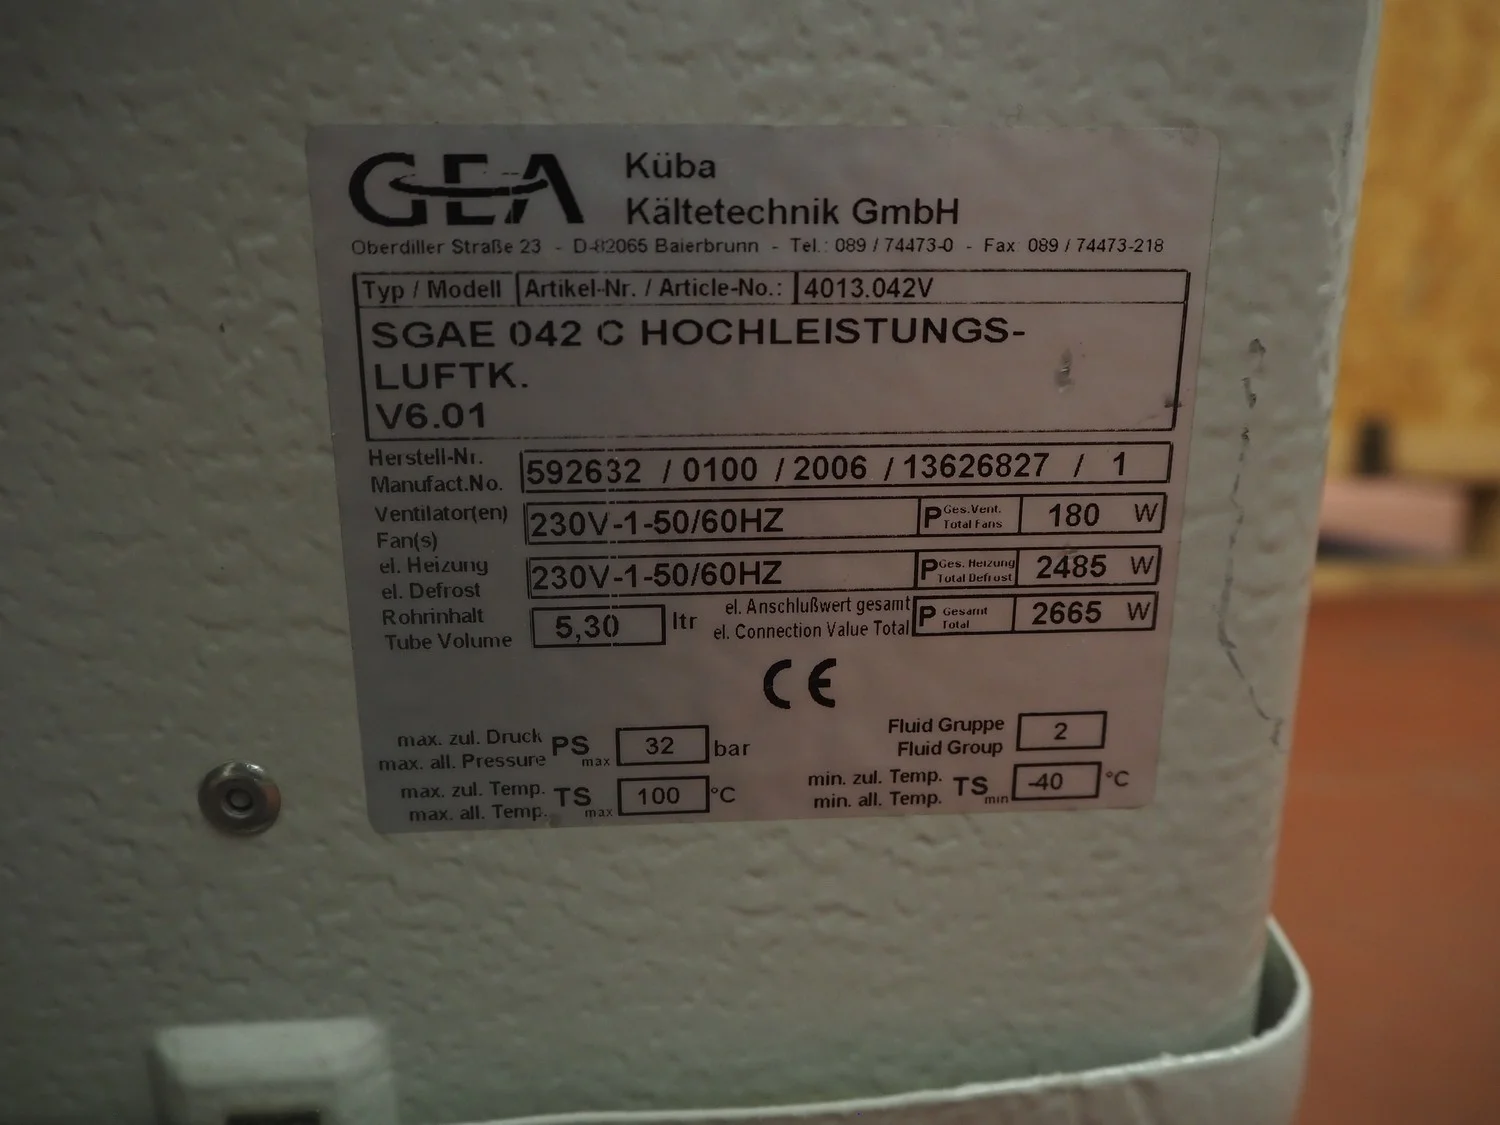 GEA Küba
Kältetechnik GmbH
Oberdiller Straße 23 - D-82065 Baierbrunn - Tel.: 089 / 74473-0 - Fax: 089 / 74473-218
Typ / Modell Artikel-Nr. / Article-No.: 4013.042V
SGAE 042 C HOCHLEISTUNGS-
LUFTK.
V6.01
Herstell-Nr.
Manufact.No. 592632 / 0100 / 2006 / 13626827 / 1
Ventilator(en)
Fan(s) 230V-1-50/60HZ P Ges.Vent. Total Fans 180 W
el. Heizung
el. Defrost 230V-1-50/60HZ P Ges. Heizung Total Defrost 2485 W
Rohrinhalt
Tube Volume 5,30 ltr
el. Anschlußwert gesamt
el. Connection Value Total P Gesamt Total 2665 W
CE
max. zul. Druck
max. all. Pressure PS max 32 bar
Fluid Gruppe
Fluid Group 2
max. zul. Temp.
max. all. Temp. TS max 100 °C
min. zul. Temp.
min. all. Temp. TS min -40 °C